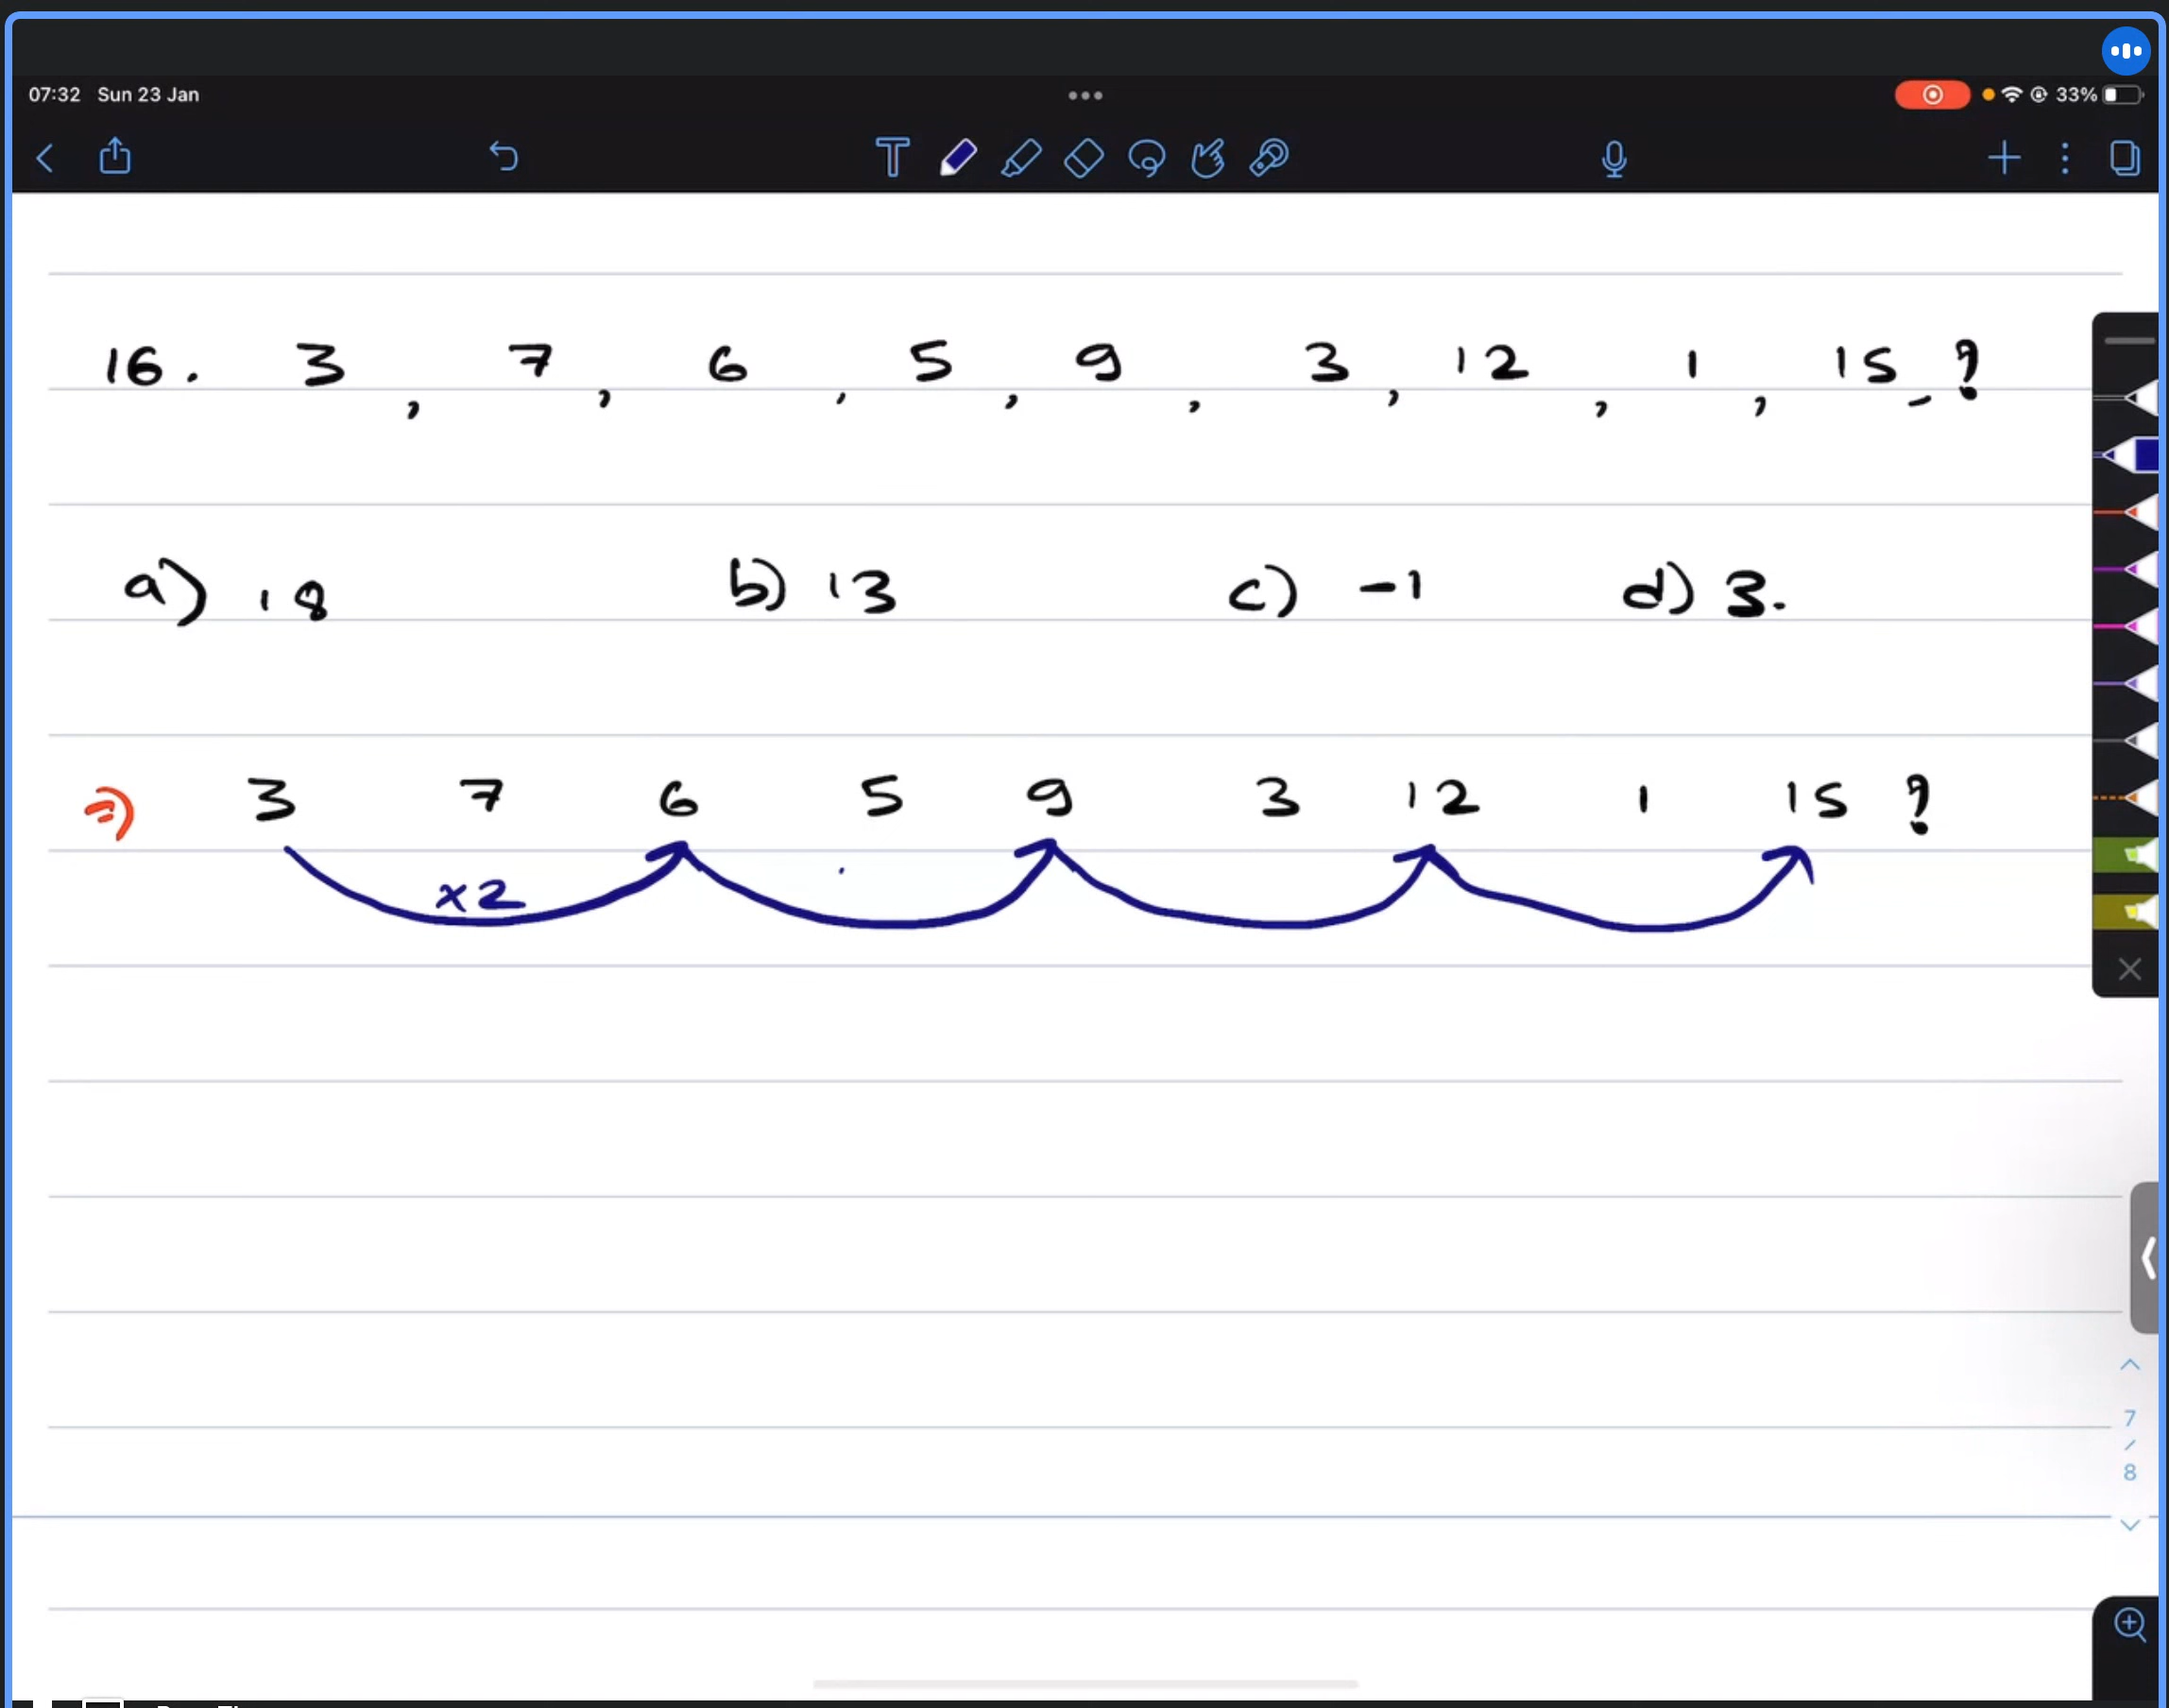 07:32 Sun 23 Jan
33%
16. 3 , 7 , 6 , 5 , 9 , 3 , 12 , 1 , 15 , ?
a) 18 b) 13 c) -1 d) 3.
⇒ 3 7 6 5 9 3 12 1 15 ?
x2
7
/
8